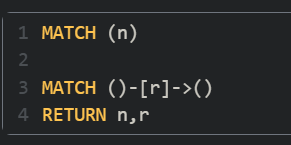 1 MATCH (n)
2
3 MATCH ()-[r]->()
4 RETURN n,r